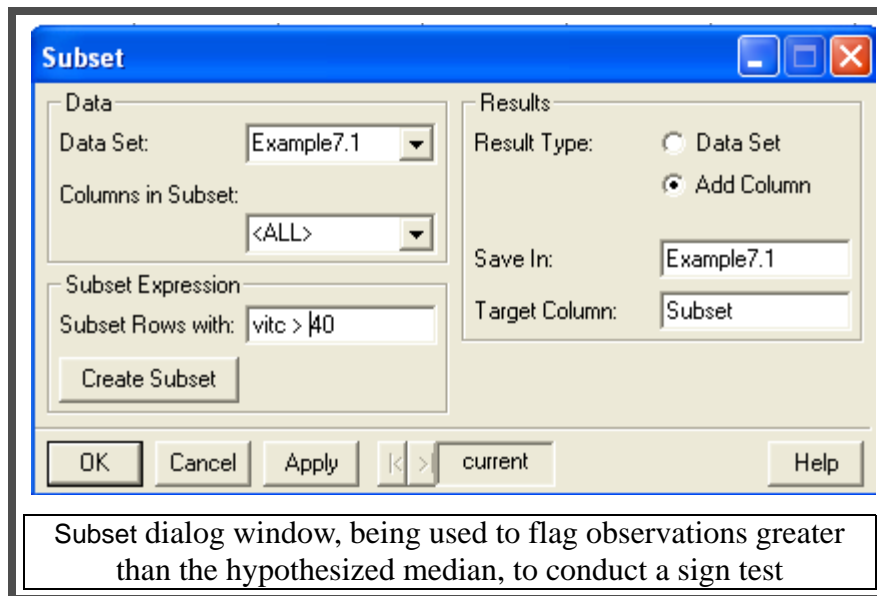 Subset
Data
Data Set: Example7.1
Columns in Subset:
<ALL>
Subset Expression
Subset Rows with: vitc > 40
Create Subset
Results
Result Type: Data Set
Add Column
Save In: Example7.1
Target Column: Subset
OK Cancel Apply |< >| current Help
Subset dialog window, being used to flag observations greater
than the hypothesized median, to conduct a sign test